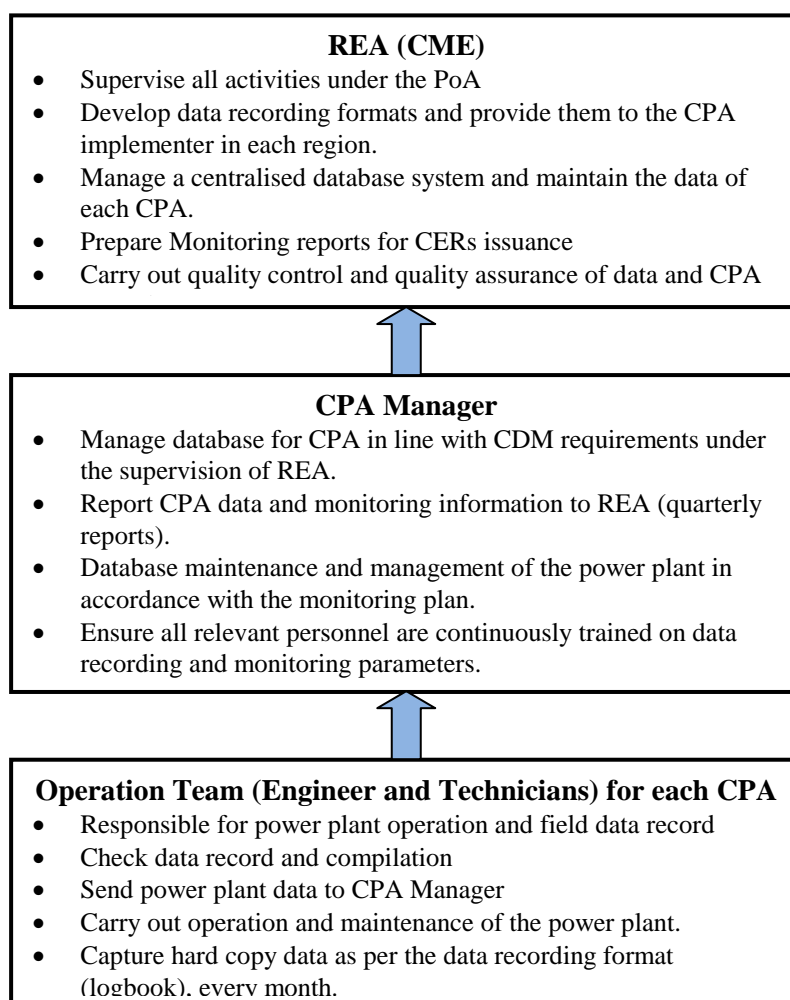 REA (CME)
• Supervise all activities under the PoA
• Develop data recording formats and provide them to the CPA
implementer in each region.
• Manage a centralised database system and maintain the data of
each CPA.
• Prepare Monitoring reports for CERs issuance
• Carry out quality control and quality assurance of data and CPA
CPA Manager
• Manage database for CPA in line with CDM requirements under
the supervision of REA.
• Report CPA data and monitoring information to REA (quarterly
reports).
• Database maintenance and management of the power plant in
accordance with the monitoring plan.
• Ensure all relevant personnel are continuously trained on data
recording and monitoring parameters.
Operation Team (Engineer and Technicians) for each CPA
• Responsible for power plant operation and field data record
• Check data record and compilation
• Send power plant data to CPA Manager
• Carry out operation and maintenance of the power plant.
• Capture hard copy data as per the data recording format
(logbook), every month.